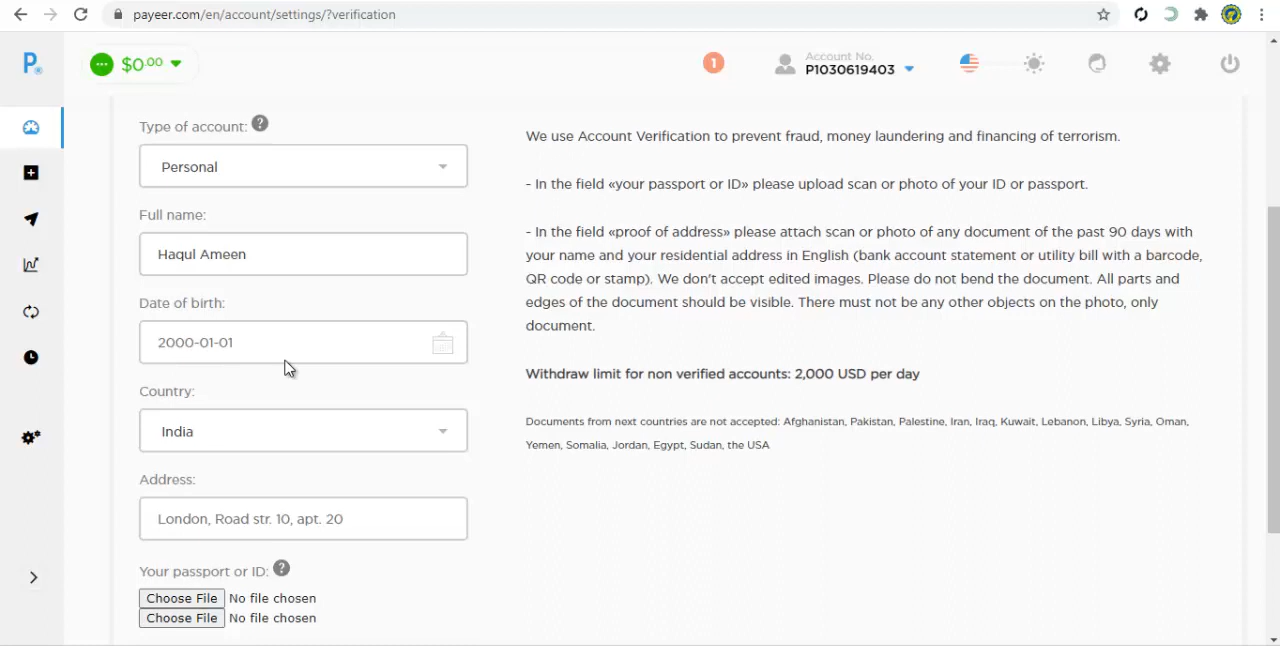 payeer.com/en/account/settings/?verification
P.
$0.00
1
Account No.
P1030619403
Type of account: ?
Personal
Full name:
Haqul Ameen
Date of birth:
2000-01-01
Country:
India
Address:
London, Road str. 10, apt. 20
Your passport or ID: ?
Choose File No file chosen
Choose File No file chosen
We use Account Verification to prevent fraud, money laundering and financing of terrorism.
- In the field «your passport or ID» please upload scan or photo of your ID or passport.
- In the field «proof of address» please attach scan or photo of any document of the past 90 days with
your name and your residential address in English (bank account statement or utility bill with a barcode,
QR code or stamp). We don't accept edited images. Please do not bend the document. All parts and
edges of the document should be visible. There must not be any other objects on the photo, only
document.
Withdraw limit for non verified accounts: 2,000 USD per day
Documents from next countries are not accepted: Afghanistan, Pakistan, Palestine, Iran, Iraq, Kuwait, Lebanon, Libya, Syria, Oman,
Yemen, Somalia, Jordan, Egypt, Sudan, the USA